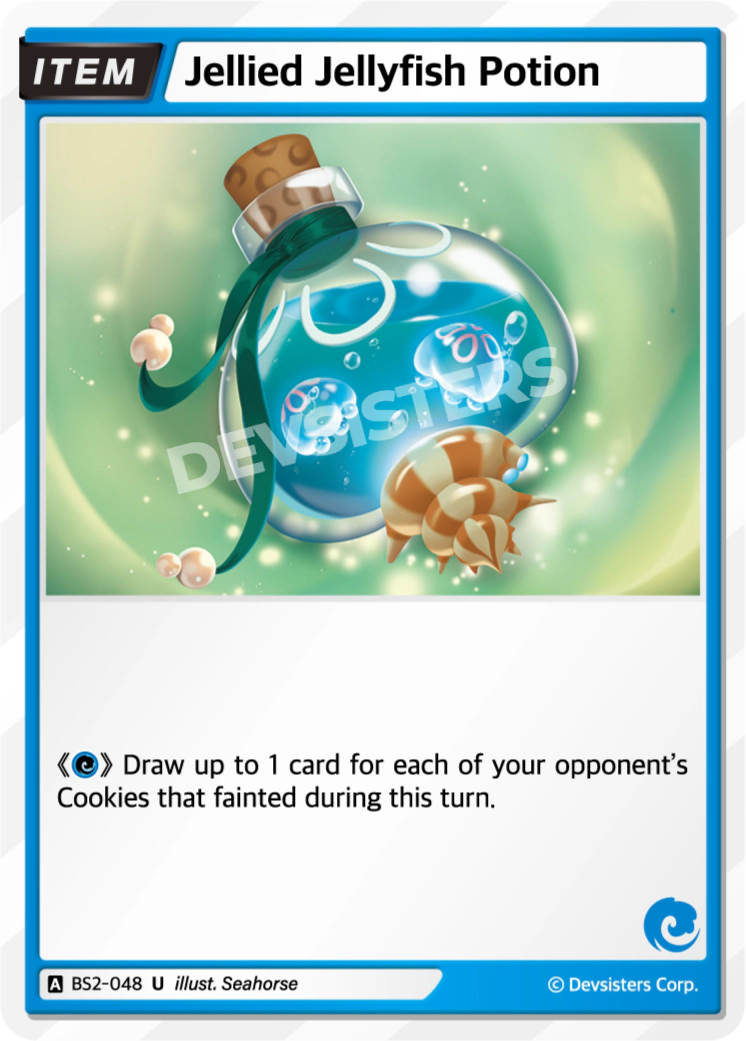 ITEM
Jellied Jellyfish Potion
DEVSISTERS
《 》 Draw up to 1 card for each of your opponent's
Cookies that fainted during this turn.
A BS2-048 U illust. Seahorse
© Devsisters Corp.